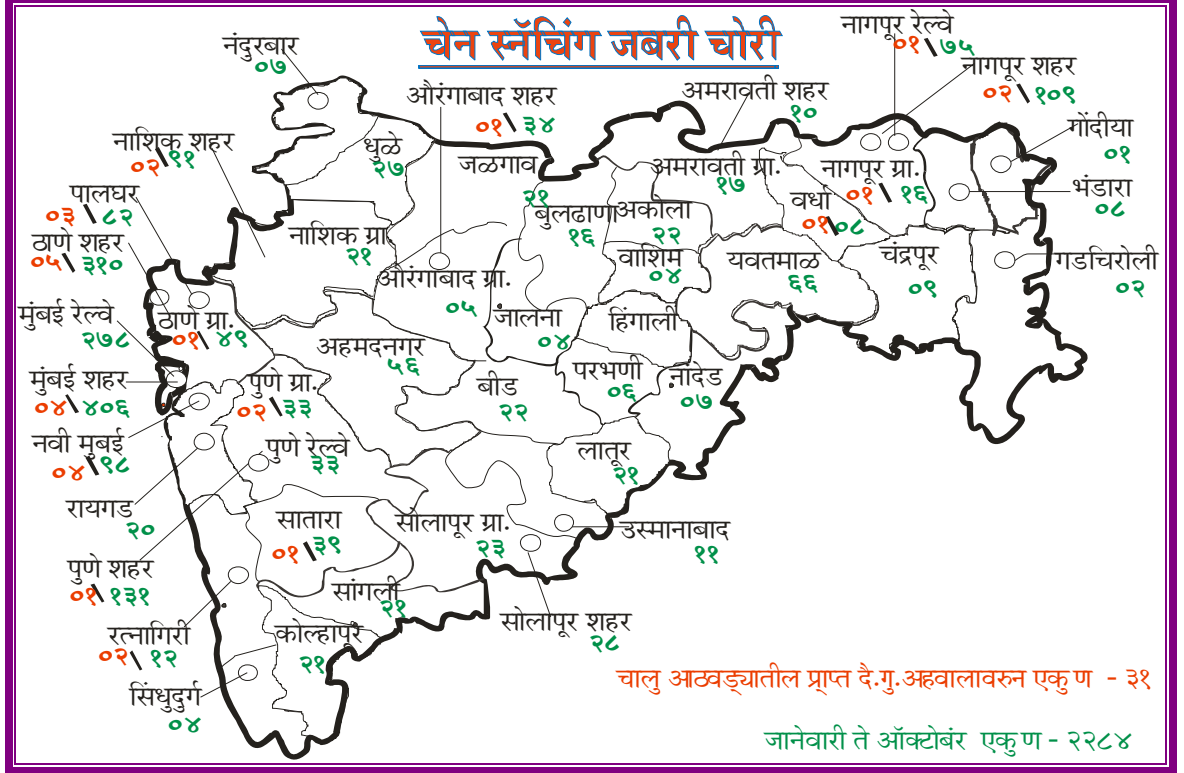 चेन स्नॅचिंग जबरी चोरी
नागपूर रेल्वे
०१\७५
नंदुरबार
०७
नागपूर शहर
०२\१०९
औरंगाबाद शहर
०१\३४
अमरावती शहर
१०
गोंदीया
०१
नाशिक शहर
०२\९१
धुळे
२७
जळगाव
२१
अमरावती ग्रा.
१७
नागपूर ग्रा.
०१\१६
भंडारा
०८
पालघर
०३\८२
वर्धा
०१\०८
बुलढाणा
१६
अकोला
२२
ठाणे शहर
०५\३१०
नाशिक ग्रा
२१
वाशिम
०४
यवतमाळ
६६
चंद्रपूर
०९
गडचिरोली
०२
औरंगाबाद ग्रा.
०५
मुंबई रेल्वे
२७८
ठाणे ग्रा.
०१\४९
जालना
०४
हिंगोली
अहमदनगर
५६
मुंबई शहर
०४\४०६
पुणे ग्रा.
०२\३३
बीड
२२
परभणी
०६
नांदेड
०७
नवी मुबई
०४\९८
पुणे रेल्वे
३३
लातूर
२१
रायगड
२०
सातारा
०१\३९
सोलापूर ग्रा.
२३
उस्मानाबाद
११
पुणे शहर
०१\१३१
सांगली
२१
रत्नागिरी
०२\१२
कोल्हापूर
२१
सोलापूर शहर
२८
सिंधुदुर्ग
०४
चालु आठवड्यातील प्राप्त दै.गु.अहवालावरुन एकुण - ३१
जानेवारी ते ऑक्टोबंर एकुण - २२८४